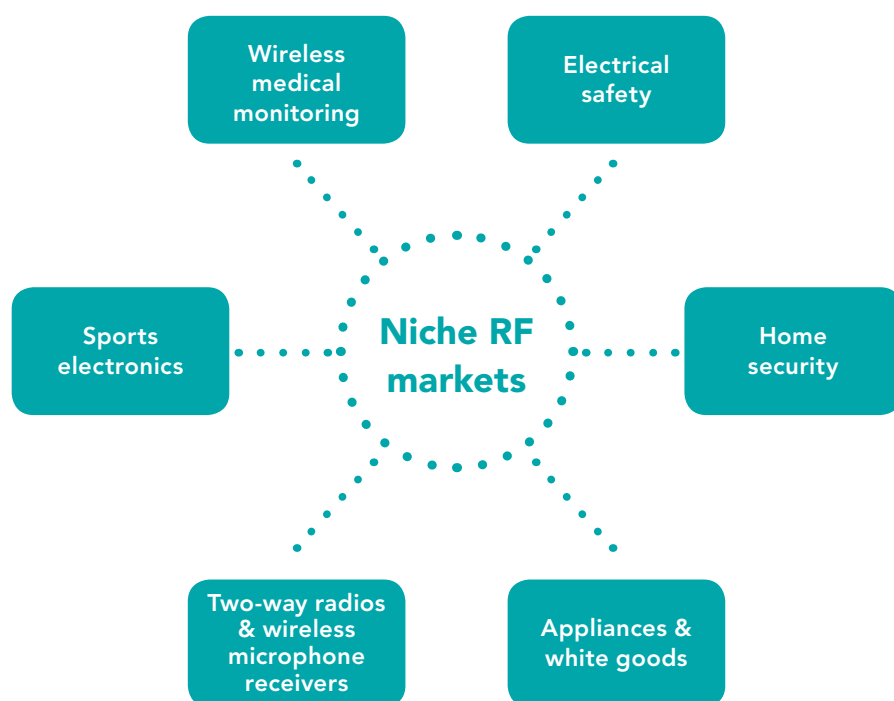 Wireless
medical
monitoring
Electrical
safety
Sports
electronics
Niche RF
markets
Home
security
Two-way radios
& wireless
microphone
receivers
Appliances &
white goods